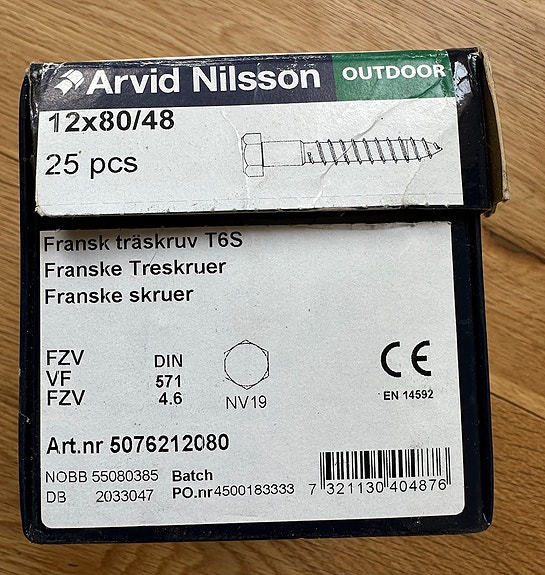 Arvid Nilsson OUTDOOR
12x80/48
25 pcs
Fransk träskruv T6S
Franske Treskruer
Franske skruer
FZV DIN
VF 571
FZV 4.6
NV19
CE
EN 14592
Art.nr 5076212080
NOBB 55080385 Batch
DB 2033047 PO.nr4500183333
7 321130 404876